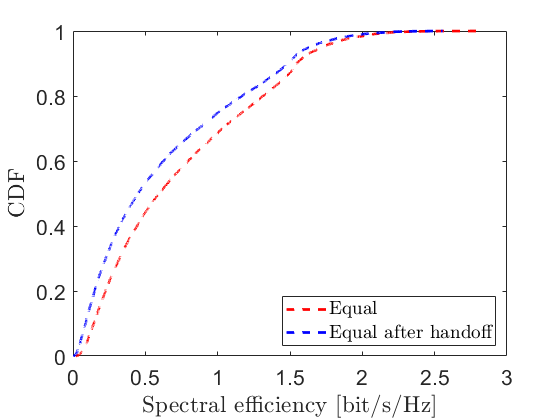 1
0.8
0.6
0.4
0.2
0
CDF
Equal
Equal after handoff
0 0.5 1 1.5 2 2.5 3
Spectral efficiency [bit/s/Hz]